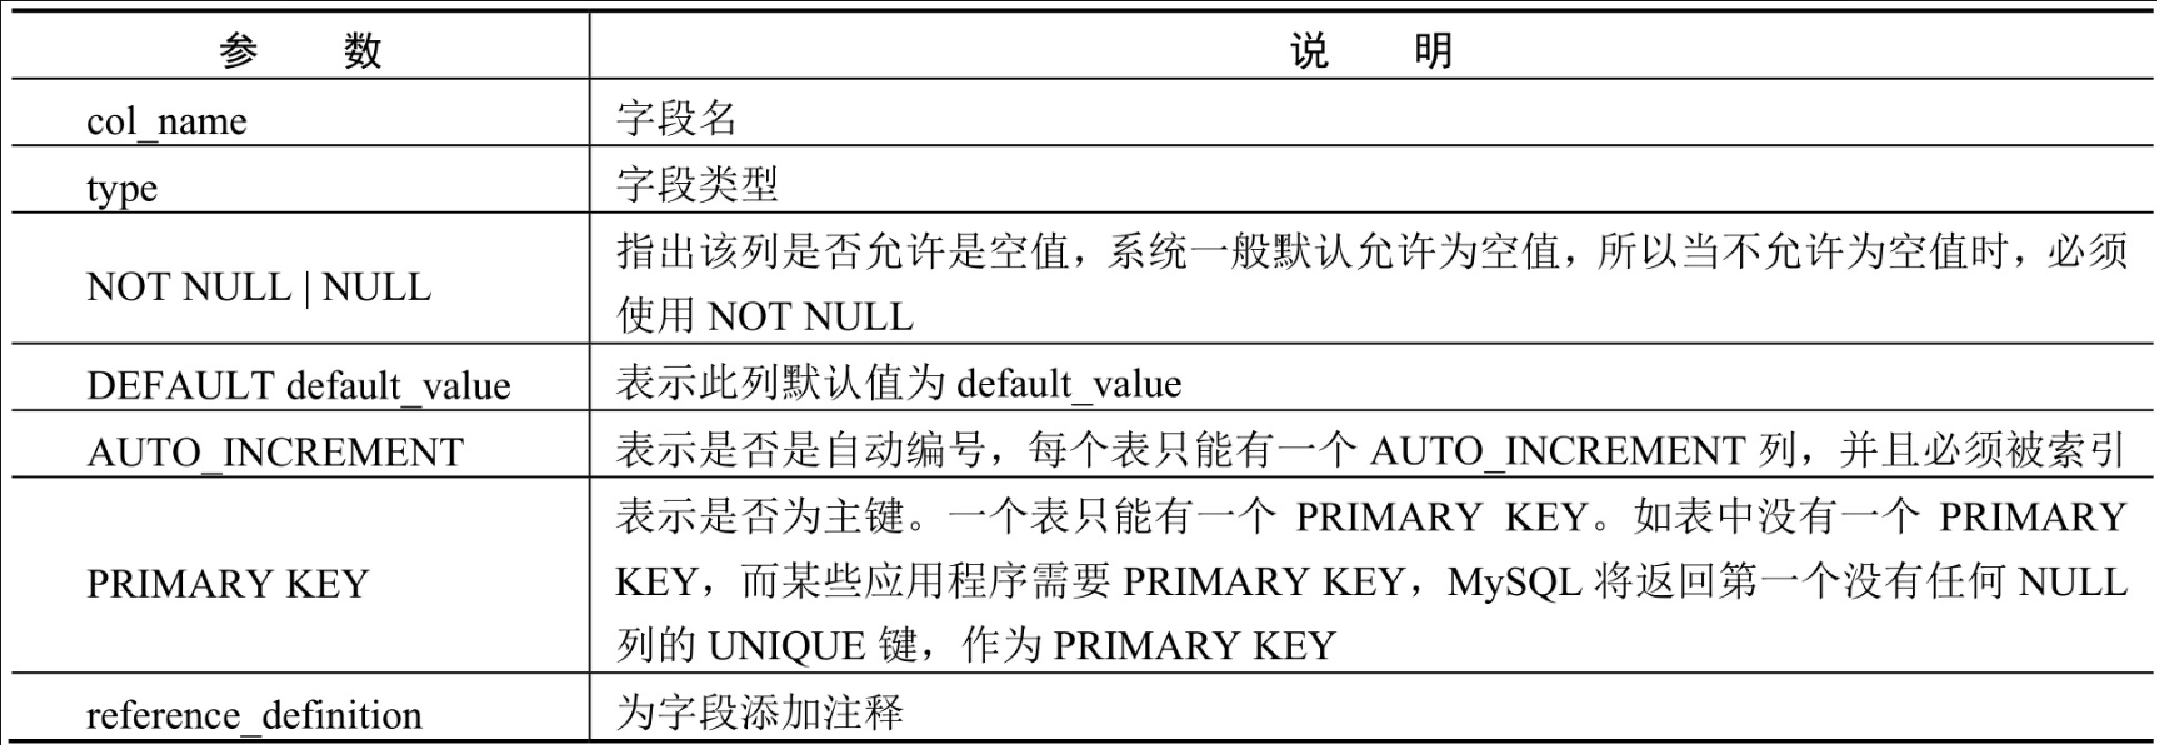 参 数 说 明
col_name 字段名
type 字段类型
NOT NULL | NULL 指出该列是否允许是空值，系统一般默认允许为空值，所以当不允许为空值时，必须
使用 NOT NULL
DEFAULT default_value 表示此列默认值为 default_value
AUTO_INCREMENT 表示是否是自动编号，每个表只能有一个 AUTO_INCREMENT 列，并且必须被索引
PRIMARY KEY 表示是否为主键。一个表只能有一个 PRIMARY KEY。如表中没有一个 PRIMARY
KEY，而某些应用程序需要 PRIMARY KEY，MySQL 将返回第一个没有任何 NULL
列的 UNIQUE 键，作为 PRIMARY KEY
reference_definition 为字段添加注释